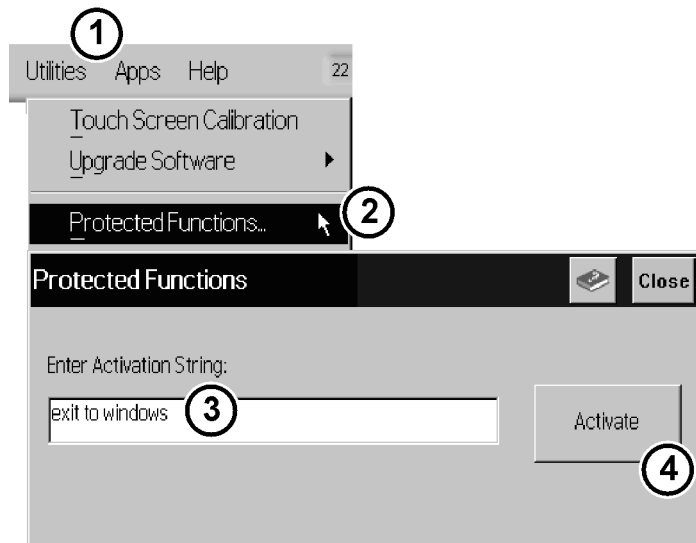 1
Utilities Apps Help 22
Touch Screen Calibration
Upgrade Software
Protected Functions... 2
Protected Functions Close
Enter Activation String:
exit to windows 3
Activate
4